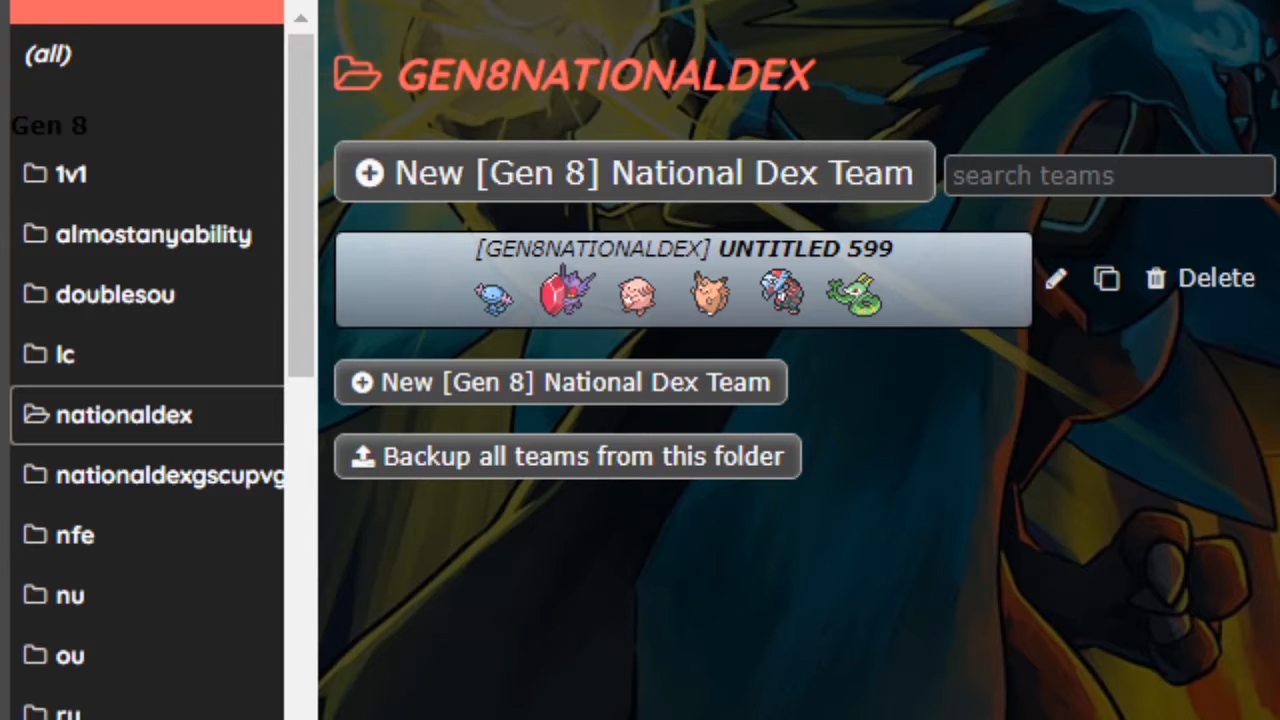 (all)
Gen 8
1v1
almostanyability
doublesou
lc
nationaldex
nationaldexgscupvg
nfe
nu
ou
ru
GEN8NATIONALDEX
New [Gen 8] National Dex Team
search teams
[GEN8NATIONALDEX] UNTITLED 599
Delete
New [Gen 8] National Dex Team
Backup all teams from this folder